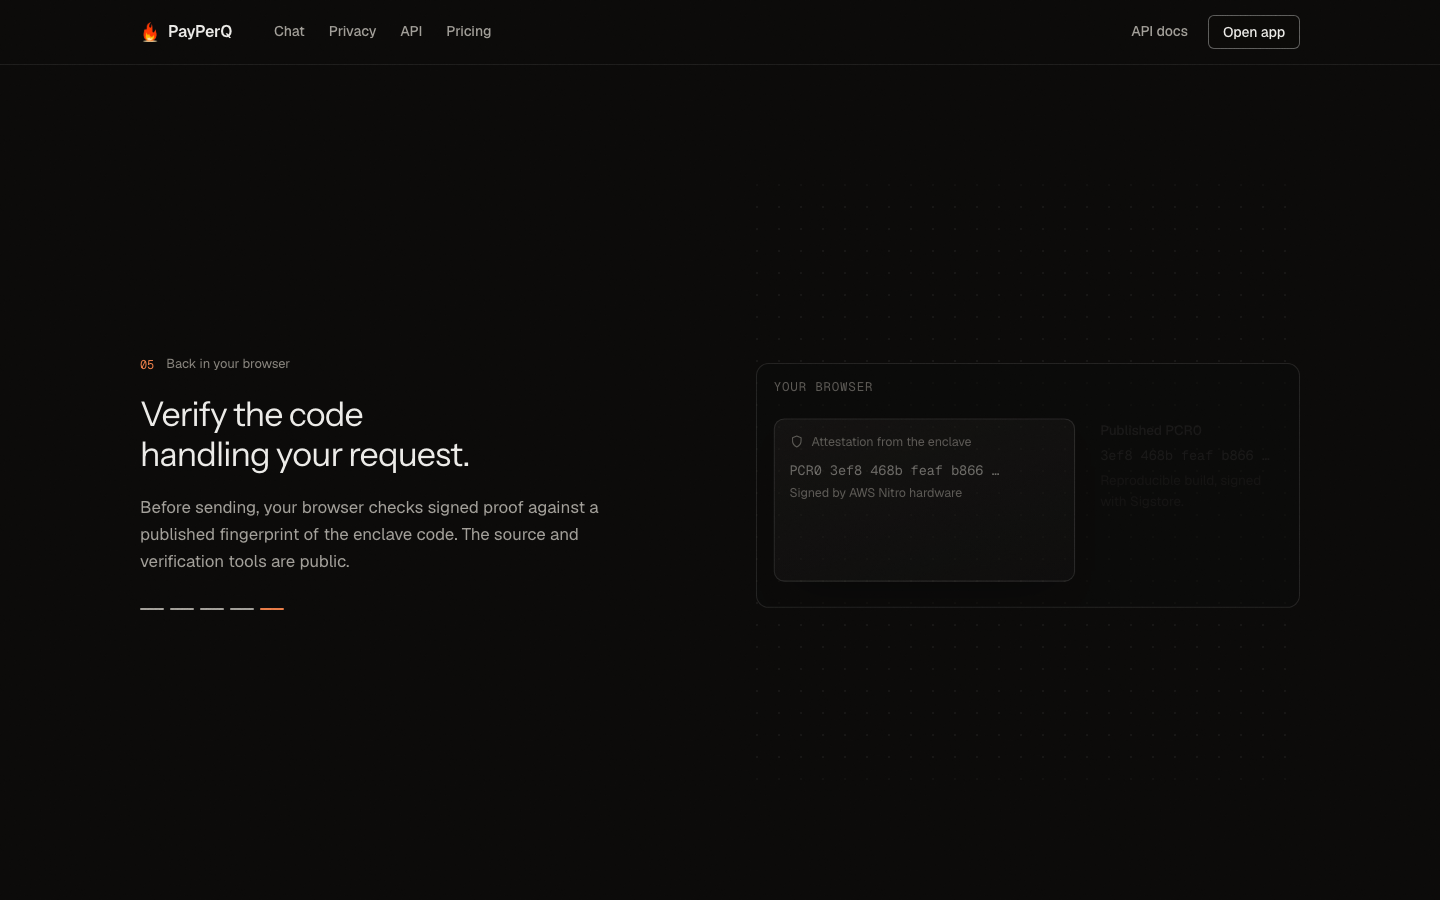 PayPerQ
Chat
Privacy
API
Pricing
API docs
Open app
05 Back in your browser
Verify the code
handling your request.
Before sending, your browser checks signed proof against a
published fingerprint of the enclave code. The source and
verification tools are public.
YOUR BROWSER
Attestation from the enclave
PCR0 3ef8 468b feaf b866 …
Signed by AWS Nitro hardware
Published PCR0
3ef8 468b feaf b866 …
Reproducible build, signed
with Sigstore.